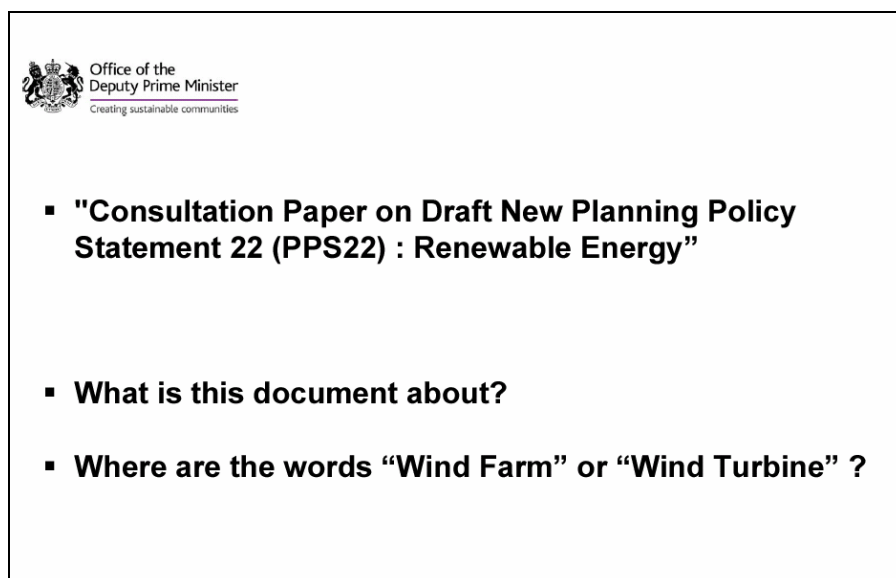 Office of the
Deputy Prime Minister
Creating sustainable communities
▪ "Consultation Paper on Draft New Planning Policy
Statement 22 (PPS22) : Renewable Energy”
▪ What is this document about?
▪ Where are the words “Wind Farm” or “Wind Turbine” ?